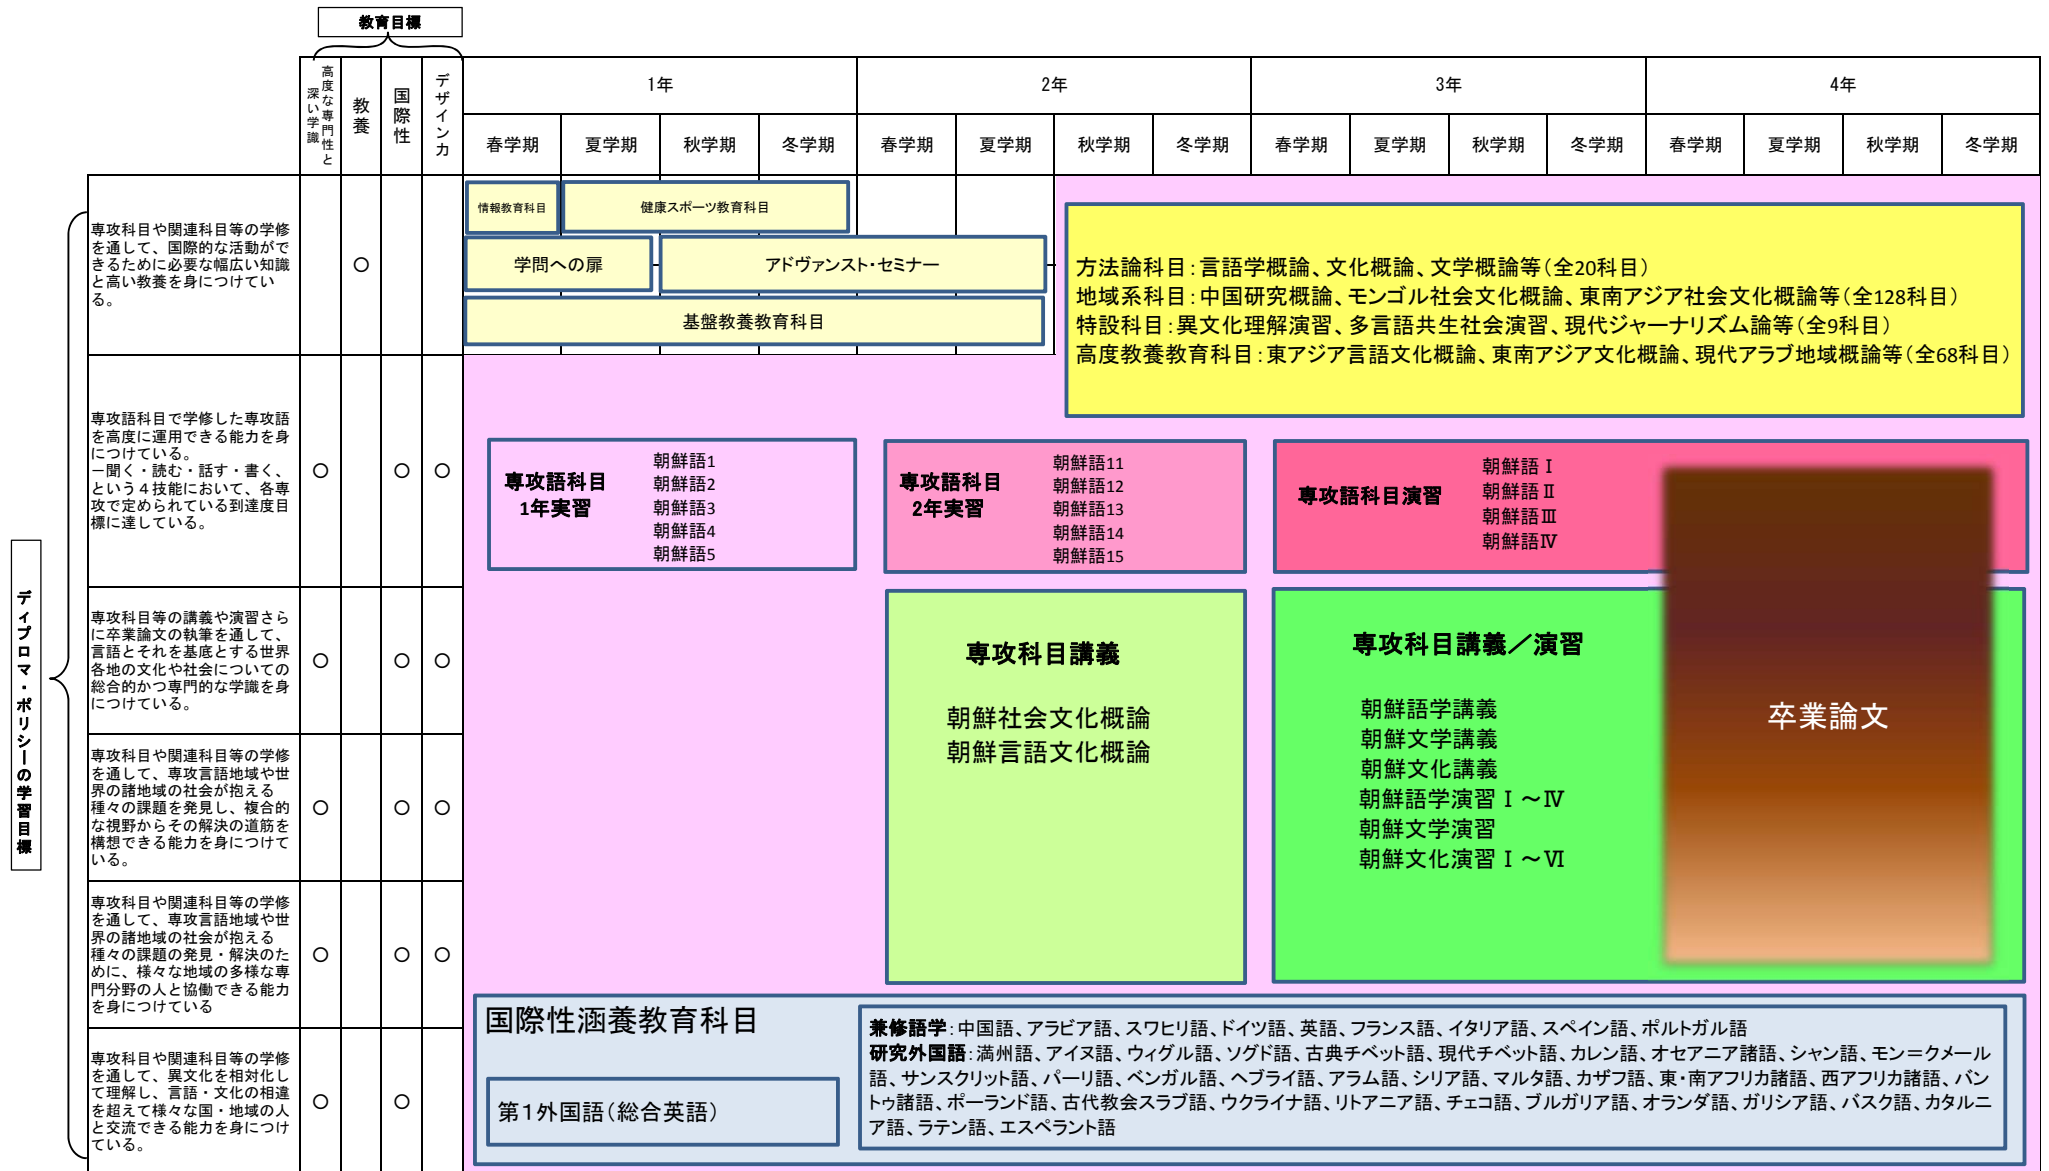 教育目標
高度な専門性と
深い学識
教養
国際性
デザイン力
1年
2年
3年
4年
春学期
夏学期
秋学期
冬学期
春学期
夏学期
秋学期
冬学期
春学期
夏学期
秋学期
冬学期
春学期
夏学期
秋学期
冬学期
ディプロマ・ポリシーの学習目標
専攻科目や関連科目等の学修
を通して、国際的な活動がで
きるために必要な幅広い知識
と高い教養を身につけてい
る。
○
情報教育科目
健康スポーツ教育科目
学問への扉
アドヴァンスト・セミナー
基盤教養教育科目
方法論科目：言語学概論、文化概論、文学概論等（全20科目）
地域系科目：中国研究概論、モンゴル社会文化概論、東南アジア社会文化概論等（全128科目）
特設科目：異文化理解演習、多言語共生社会演習、現代ジャーナリズム論等（全9科目）
高度教養教育科目：東アジア言語文化概論、東南アジア文化概論、現代アラブ地域概論等（全68科目）
専攻語科目で学修した専攻語
を高度に運用できる能力を身
につけている。
－聞く・読む・話す・書く、
という４技能において、各専
攻で定められている到達度目
標に達している。
○ ○ ○
専攻語科目
1年実習
朝鮮語1
朝鮮語2
朝鮮語3
朝鮮語4
朝鮮語5
専攻語科目
2年実習
朝鮮語11
朝鮮語12
朝鮮語13
朝鮮語14
朝鮮語15
専攻語科目演習
朝鮮語Ⅰ
朝鮮語Ⅱ
朝鮮語Ⅲ
朝鮮語Ⅳ
専攻科目等の講義や演習さら
に卒業論文の執筆を通して、
言語とそれを基底とする世界
各地の文化や社会についての
総合的かつ専門的な学識を身
につけている。
○ ○ ○
専攻科目講義
朝鮮社会文化概論
朝鮮言語文化概論
専攻科目講義／演習
朝鮮語学講義
朝鮮文学講義
朝鮮文化講義
朝鮮語学演習Ⅰ～Ⅳ
朝鮮文学演習
朝鮮文化演習Ⅰ～Ⅵ
卒業論文
専攻科目や関連科目等の学修
を通して、専攻言語地域や世
界の諸地域の社会が抱える
種々の課題を発見し、複合的
な視野からその解決の道筋を
構想できる能力を身につけて
いる。
○ ○ ○
専攻科目や関連科目等の学修
を通して、専攻言語地域や世
界の諸地域の社会が抱える
種々の課題の発見・解決のた
めに、様々な地域の多様な専
門分野の人と協働できる能力
を身につけている
○ ○ ○
専攻科目や関連科目等の学修
を通して、異文化を相対化し
て理解し、言語・文化の相違
を超えて様々な国・地域の人
と交流できる能力を身につけ
ている。
○ ○
国際性涵養教育科目
第1外国語（総合英語）
兼修語学：中国語、アラビア語、スワヒリ語、ドイツ語、英語、フランス語、イタリア語、スペイン語、ポルトガル語
研究外国語：満州語、アイヌ語、ウィグル語、ソグド語、古典チベット語、現代チベット語、カレン語、オセアニア諸語、シャン語、モン＝クメール
語、サンスクリット語、パーリ語、ベンガル語、ヘブライ語、アラム語、シリア語、マルタ語、カザフ語、東・南アフリカ諸語、西アフリカ諸語、バン
トゥ諸語、ポーランド語、古代教会スラブ語、ウクライナ語、リトアニア語、チェコ語、ブルガリア語、オランダ語、ガリシア語、バスク語、カタルニ
ア語、ラテン語、エスペラント語